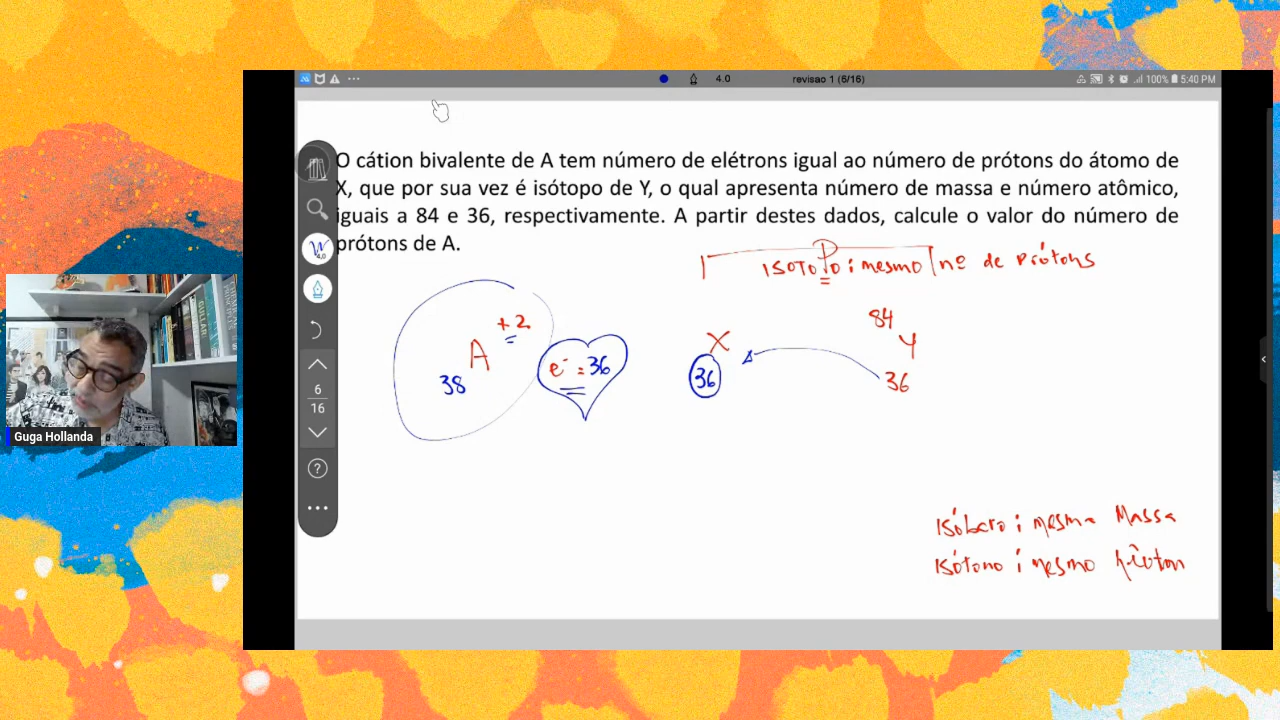 4.0
revisao 1 (6/16)
100% 5:40 PM
O cátion bivalente de A tem número de elétrons igual ao número de prótons do átomo de
X, que por sua vez é isótopo de Y, o qual apresenta número de massa e número atômico,
iguais a 84 e 36, respectivamente. A partir destes dados, calcule o valor do número de
prótons de A.
ISOTOPO : mesmo nº de Prótons
A +2
38
e- = 36
X
36
84
Y
36
4.0
6
16
?
Guga Hollanda
GULLAR
Isóbaro : mesma Massa
Isótono : mesmo Nêutron